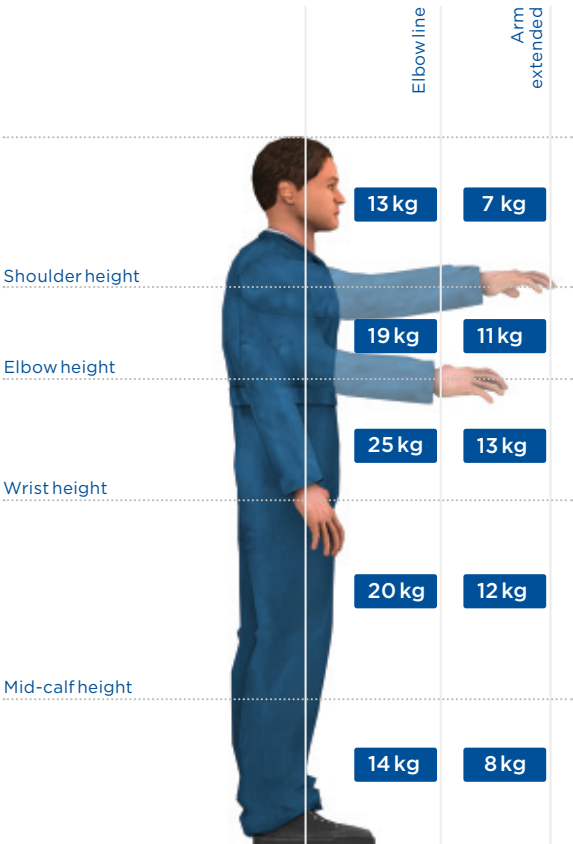 Elbow line
Arm
extended
13 kg
7 kg
Shoulder height
19 kg
11 kg
Elbow height
25 kg
13 kg
Wrist height
20 kg
12 kg
Mid-calf height
14 kg
8 kg